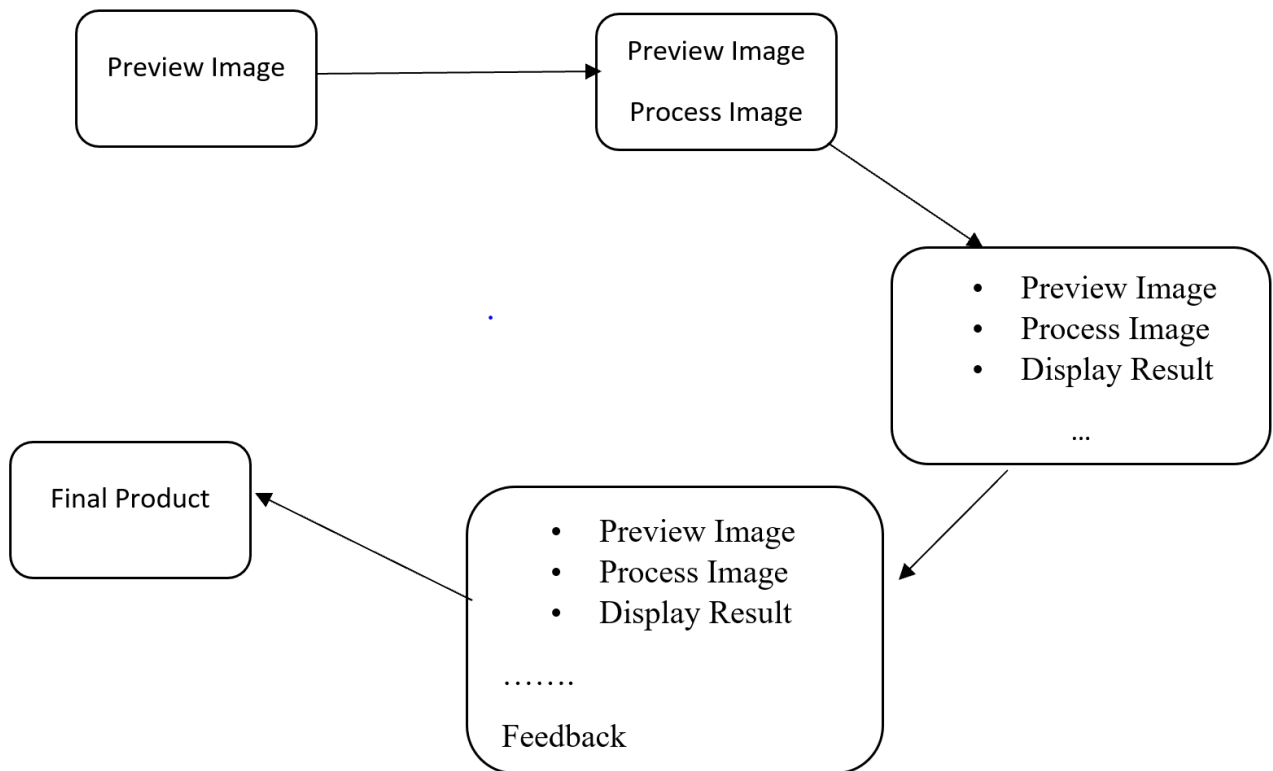 Preview Image
Preview Image
Process Image
• Preview Image
• Process Image
• Display Result
...
• Preview Image
• Process Image
• Display Result
.......
Feedback
Final Product